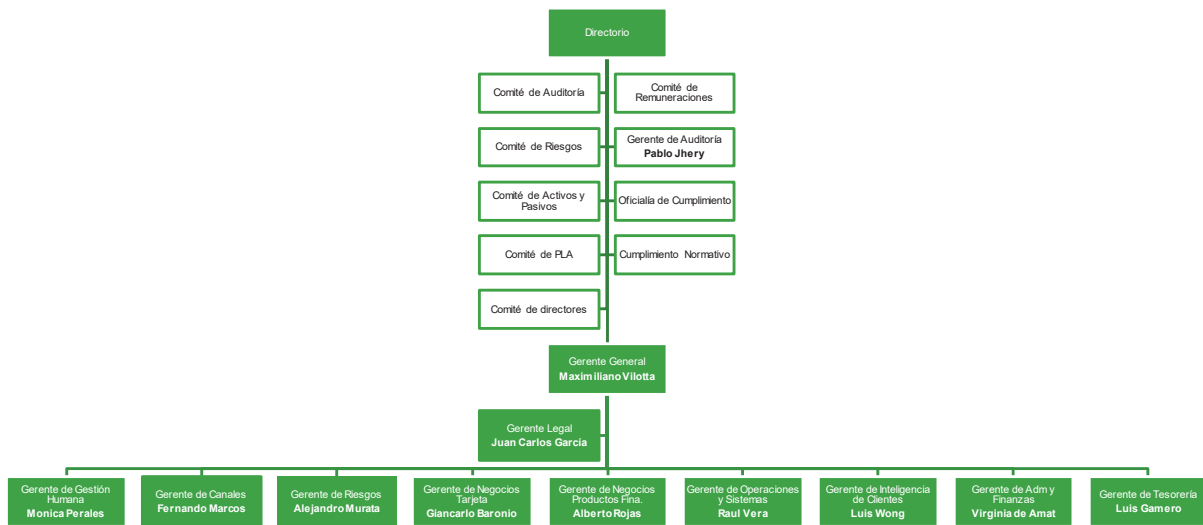 Directorio
Comité de Auditoría
Comité de
Remuneraciones
Comité de Riesgos
Gerente de Auditoría
Pablo Jhery
Comité de Activos y
Pasivos
Oficialía de Cumplimiento
Comité de PLA
Cumplimiento Normativo
Comité de directores
Gerente General
Maximiliano Vilotta
Gerente Legal
Juan Carlos García
Gerente de Gestión
Humana
Monica Perales
Gerente de Canales
Fernando Marcos
Gerente de Riesgos
Alejandro Murata
Gerente de Negocios
Tarjeta
Giancarlo Baronio
Gerente de Negocios
Productos Fina.
Alberto Rojas
Gerente de Operaciones
y Sistemas
Raul Vera
Gerente de Inteligencia
de Clientes
Luis Wong
Gerente de Adm y
Finanzas
Virginia de Amat
Gerente de Tesorería
Luis Gamero